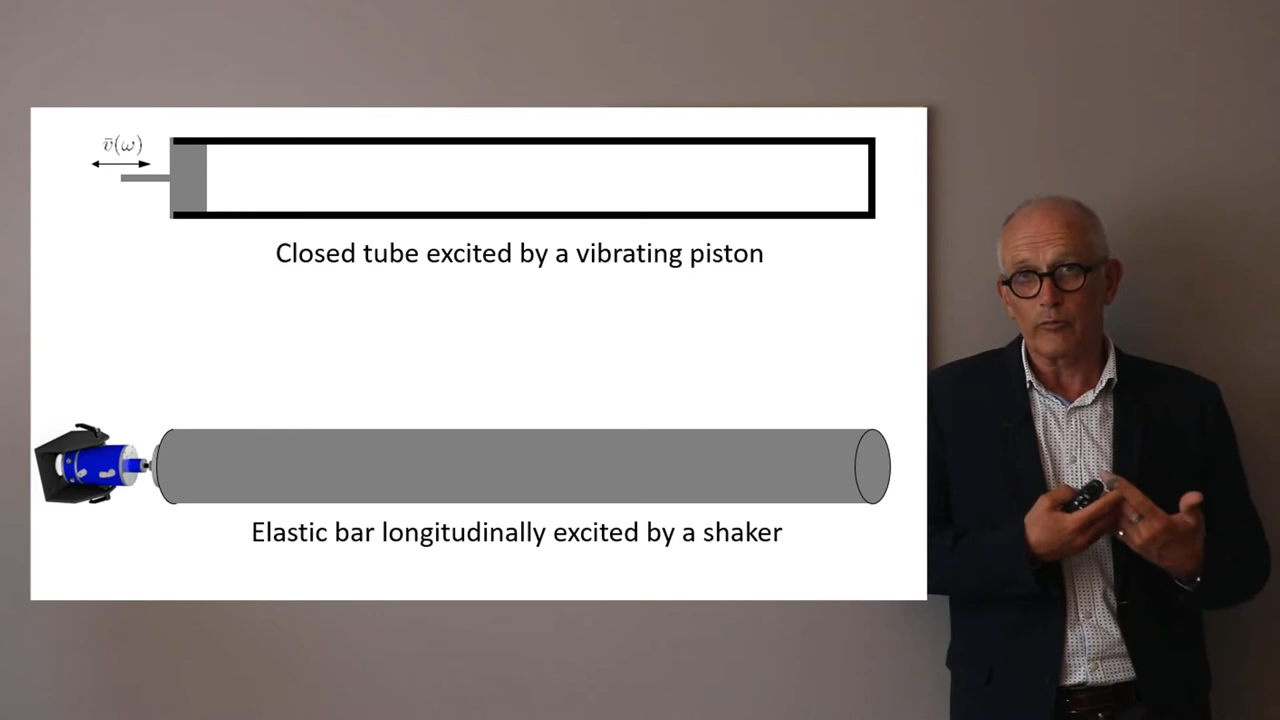 v̄(ω)
Closed tube excited by a vibrating piston
Elastic bar longitudinally excited by a shaker